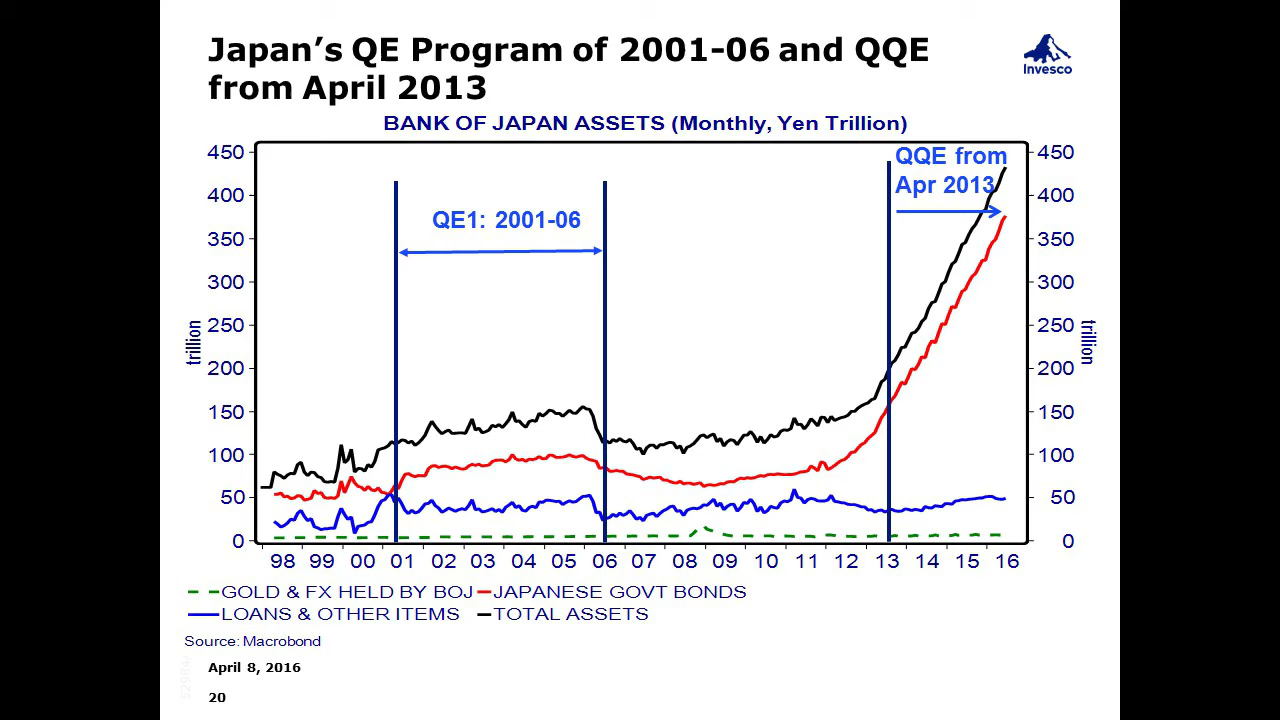 Japan’s QE Program of 2001-06 and QQE
from April 2013
Invesco
BANK OF JAPAN ASSETS (Monthly, Yen Trillion)
450
400
350
300
250
200
150
100
50
0
trillion
QE1: 2001-06
QQE from
Apr 2013
450
400
350
300
250
200
150
100
50
0
trillion
98 99 00 01 02 03 04 05 06 07 08 09 10 11 12 13 14 15 16
GOLD & FX HELD BY BOJ JAPANESE GOVT BONDS
LOANS & OTHER ITEMS TOTAL ASSETS
Source: Macrobond
April 8, 2016
20